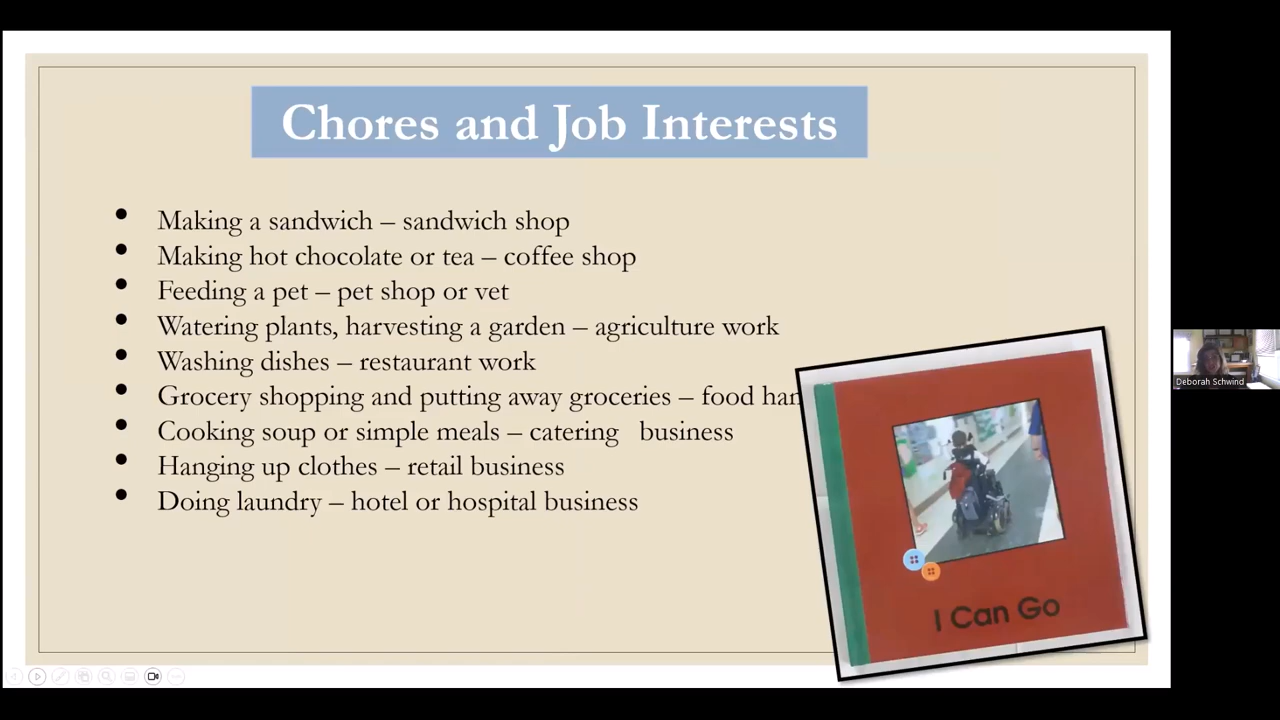 Chores and Job Interests
• Making a sandwich – sandwich shop
• Making hot chocolate or tea – coffee shop
• Feeding a pet – pet shop or vet
• Watering plants, harvesting a garden – agriculture work
• Washing dishes – restaurant work
• Grocery shopping and putting away groceries – food han
• Cooking soup or simple meals – catering business
• Hanging up clothes – retail business
• Doing laundry – hotel or hospital business
I Can Go
Deborah Schwind